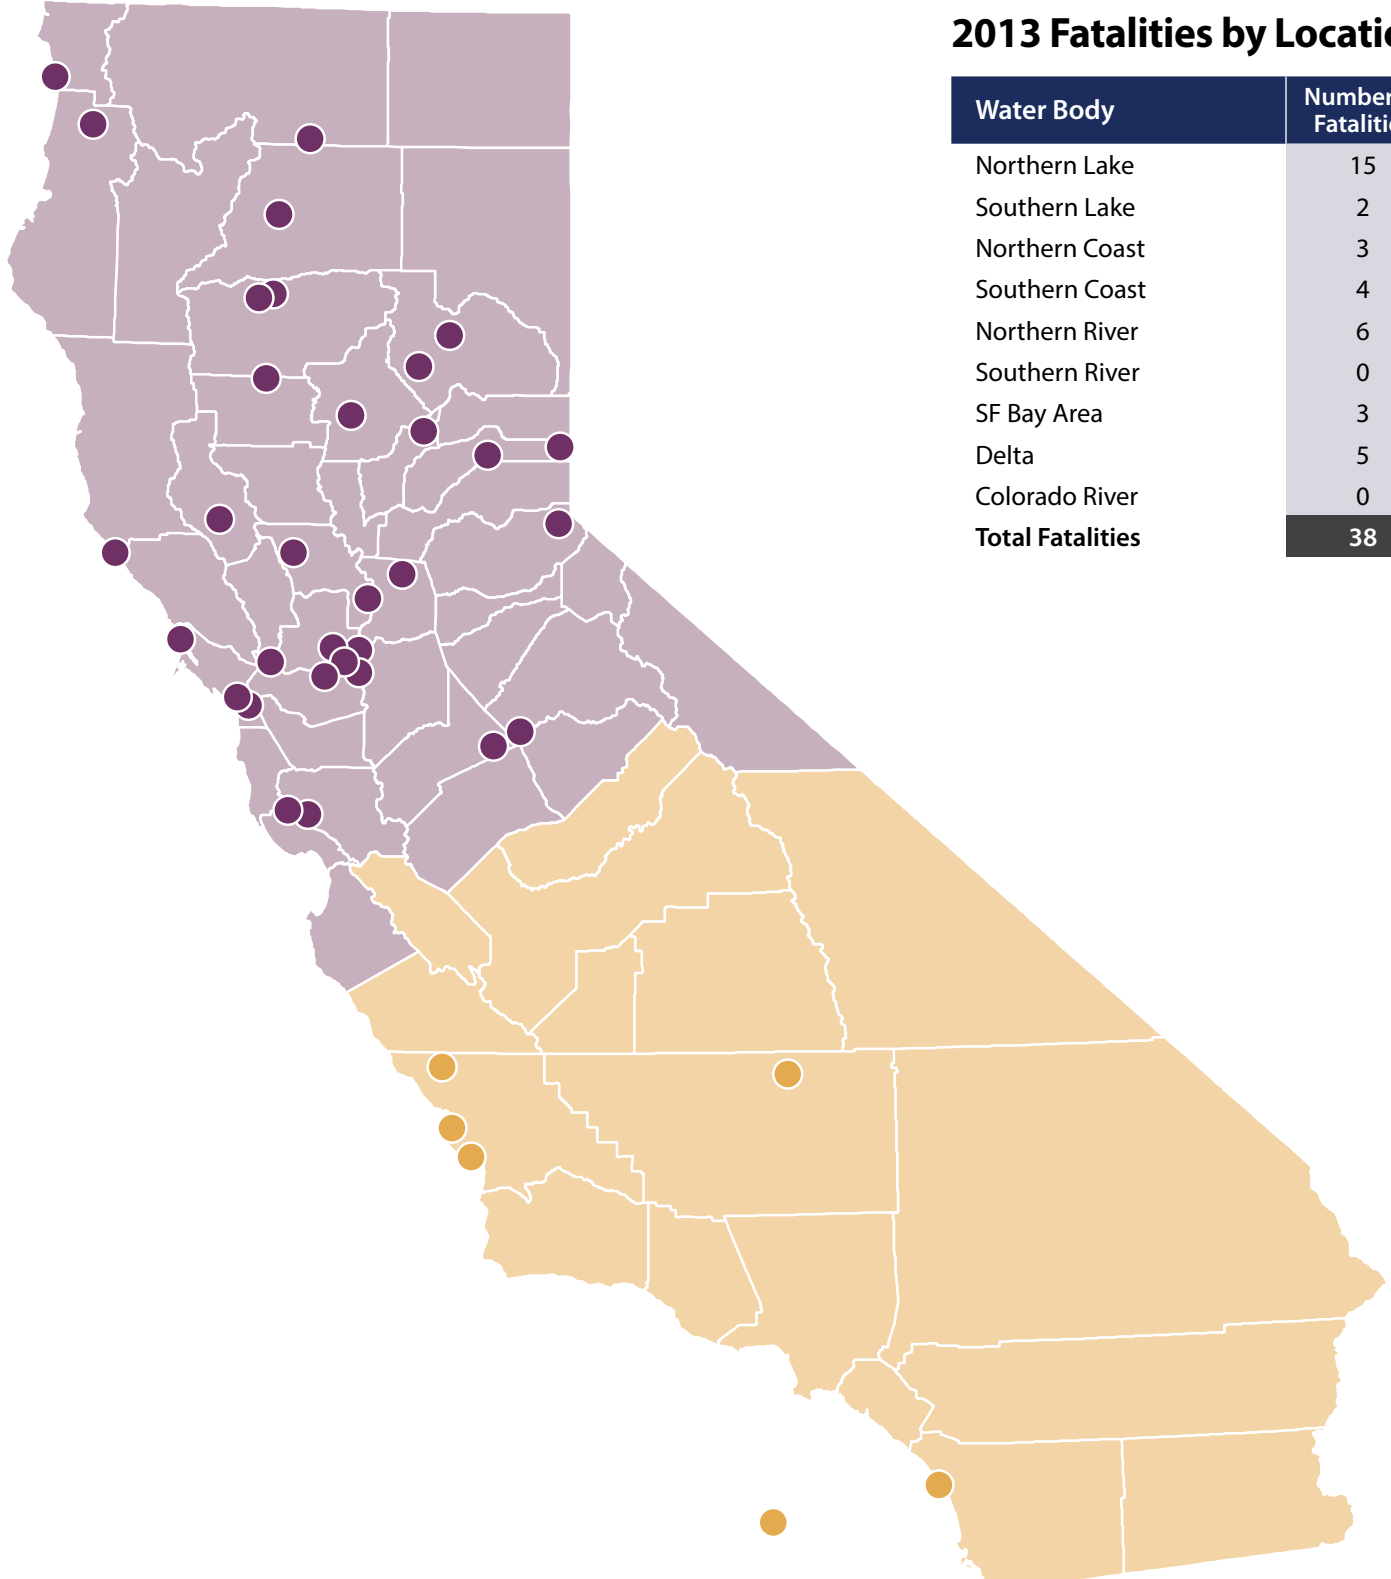 2013 Fatalities by Locatio
Water Body
Number
Fataliti
Northern Lake 15
Southern Lake 2
Northern Coast 3
Southern Coast 4
Northern River 6
Southern River 0
SF Bay Area 3
Delta 5
Colorado River 0
Total Fatalities 38